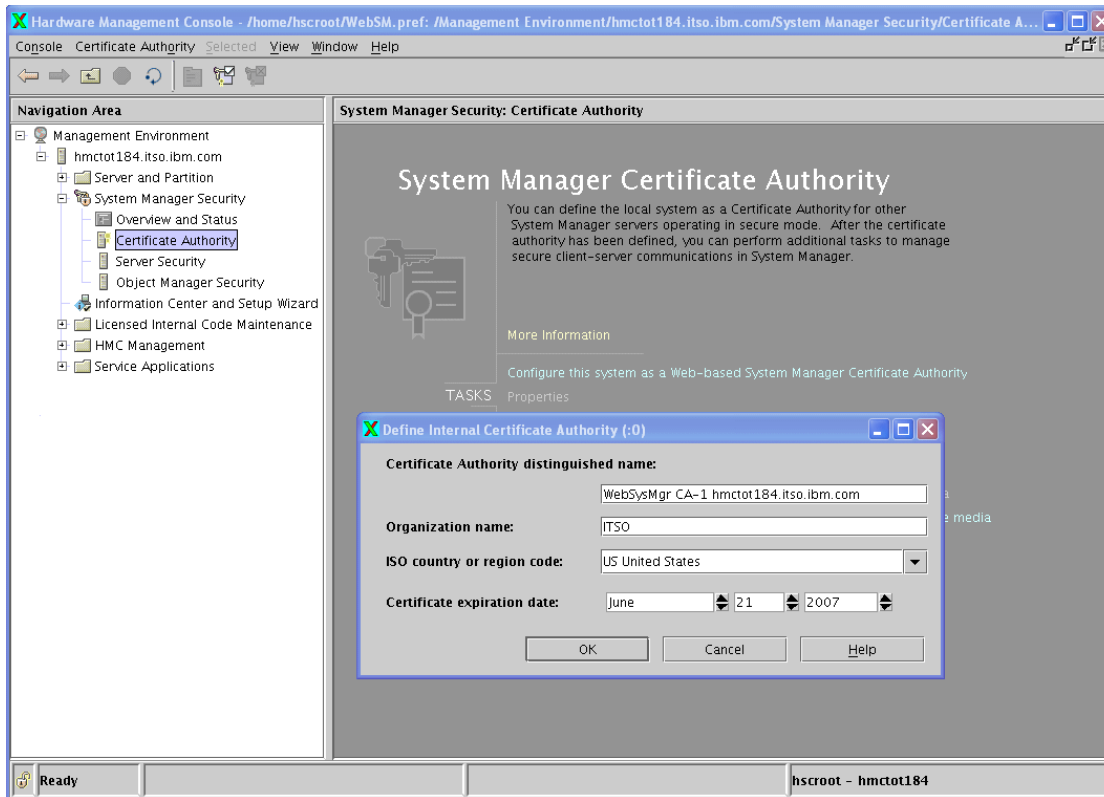 Hardware Management Console - /home/hscroot/WebSM.pref: /Management Environment/hmctot184.itso.ibm.com/System Manager Security/Certificate A...
Console Certificate Authority Selected View Window Help
Navigation Area
Management Environment
hmctot184.itso.ibm.com
Server and Partition
System Manager Security
Overview and Status
Certificate Authority
Server Security
Object Manager Security
Information Center and Setup Wizard
Licensed Internal Code Maintenance
HMC Management
Service Applications
System Manager Security: Certificate Authority
System Manager Certificate Authority
You can define the local system as a Certificate Authority for other
System Manager servers operating in secure mode. After the certificate
authority has been defined, you can perform additional tasks to manage
secure client-server communications in System Manager.
More Information
Configure this system as a Web-based System Manager Certificate Authority
TASKS Properties
Define Internal Certificate Authority (:0)
Certificate Authority distinguished name:
WebSysMgr CA-1 hmctot184.itso.ibm.com
Organization name: ITSO
ISO country or region code: US United States
Certificate expiration date: June 21 2007
OK Cancel Help
media
Ready
hscroot - hmctot184